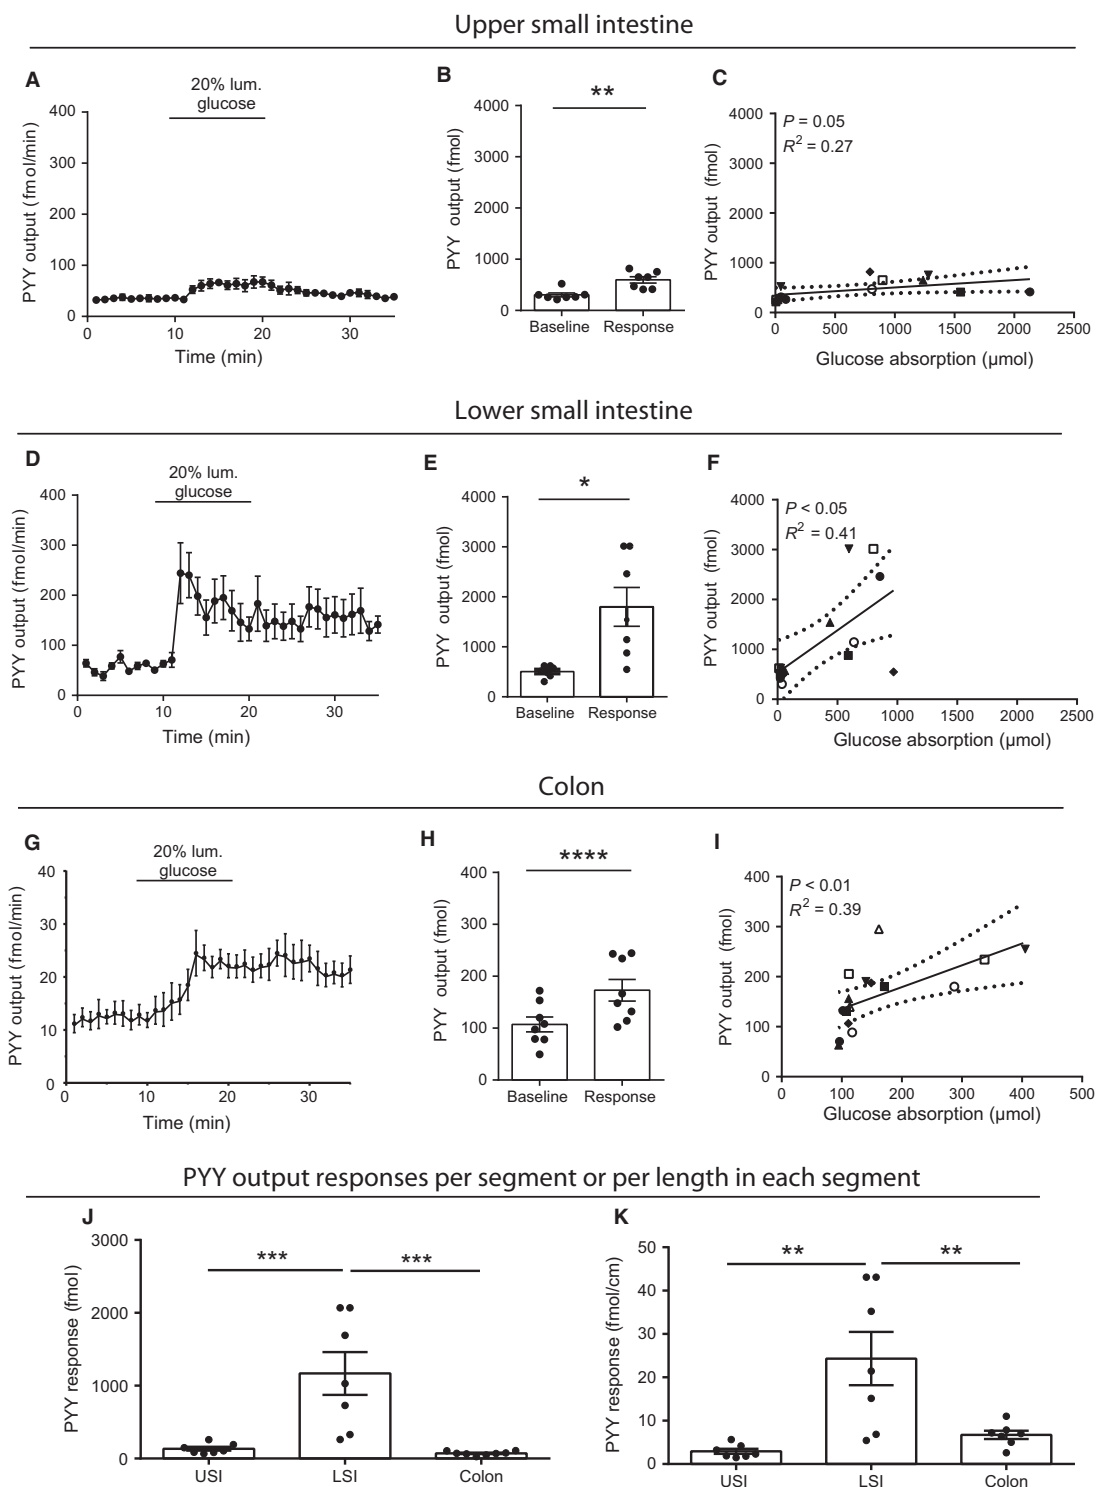 Upper small intestine
A
20% lum.
glucose
PYY output (fmol/min)
400
300
200
100
0
0 10 20 30
Time (min)
B
**
PYY output (fmol)
4000
3000
2000
1000
0
Baseline Response
C
P = 0.05
R² = 0.27
PYY output (fmol)
4000
3000
2000
1000
0
0 500 1000 1500 2000 2500
Glucose absorption (µmol)
Lower small intestine
D
20% lum.
glucose
PYY output (fmol/min)
400
300
200
100
0
0 10 20 30
Time (min)
E
*
PYY output (fmol)
4000
3000
2000
1000
0
Baseline Response
F
P < 0.05
R² = 0.41
PYY output (fmol)
4000
3000
2000
1000
0
0 500 1000 1500 2000 2500
Glucose absorption (µmol)
Colon
G
20% lum.
glucose
PYY output (fmol/min)
40
30
20
10
0
0 10 20 30
Time (min)
H
****
PYY output (fmol)
400
300
200
100
0
Baseline Response
I
P < 0.01
R² = 0.39
PYY output (fmol)
400
300
200
100
0
0 100 200 300 400 500
Glucose absorption (µmol)
PYY output responses per segment or per length in each segment
J
*** ***
PYY response (fmol)
3000
2000
1000
0
USI LSI Colon
K
** **
PYY response (fmol/cm)
50
40
30
20
10
0
USI LSI Colon